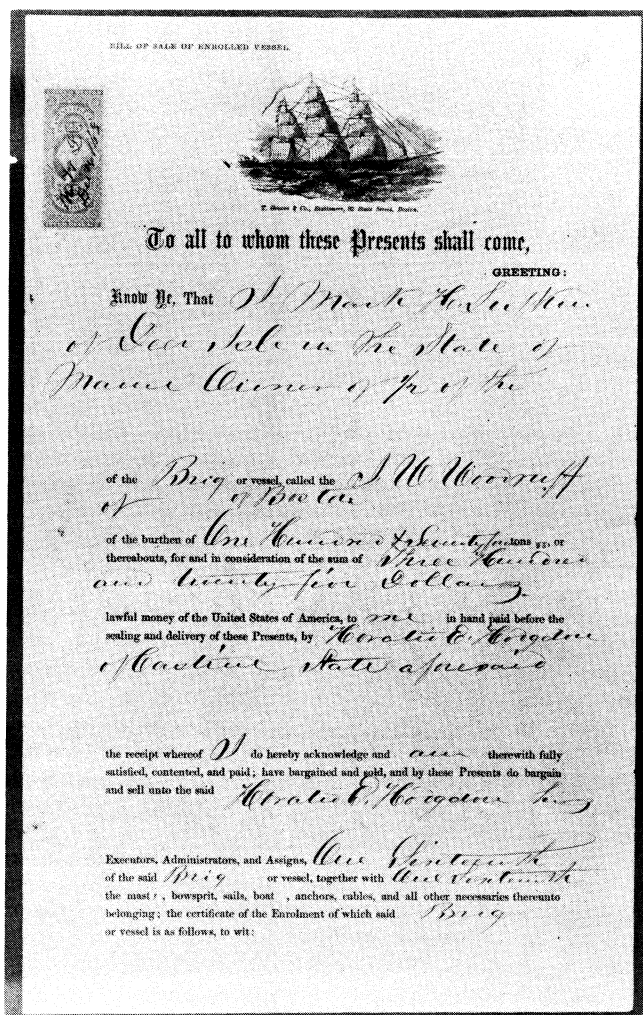 BILL OF SALE OF ENROLLED VESSEL.
To all to whom these Presents shall come,
GREETING:
Know Ye, That I Mark H.
of Deer Isle in the State of
Maine Owner of of the
of the Brig or vessel, called the J W Woodruff
of of Boston
of the burthen of One Hundred & Seventy four tons or
thereabouts, for and in consideration of the sum of Three Hundred
and twenty five Dollars
lawful money of the United States of America, to me in hand paid before the
sealing and delivery of these Presents, by Horatio E. Hodgdon
of Castine State aforesaid
the receipt whereof I do hereby acknowledge and am therewith fully
satisfied, contented, and paid; have bargained and sold, and by these Presents do bargain
and sell unto the said Horatio E. Hodgdon
Executors, Administrators, and Assigns, One Sixteenth
of the said Brig or vessel, together with One Sixteenth
the mast , bowsprit, sails, boat , anchors, cables, and all other necessaries thereunto
belonging; the certificate of the Enrolment of which said Brig
or vessel is as follows, to wit: